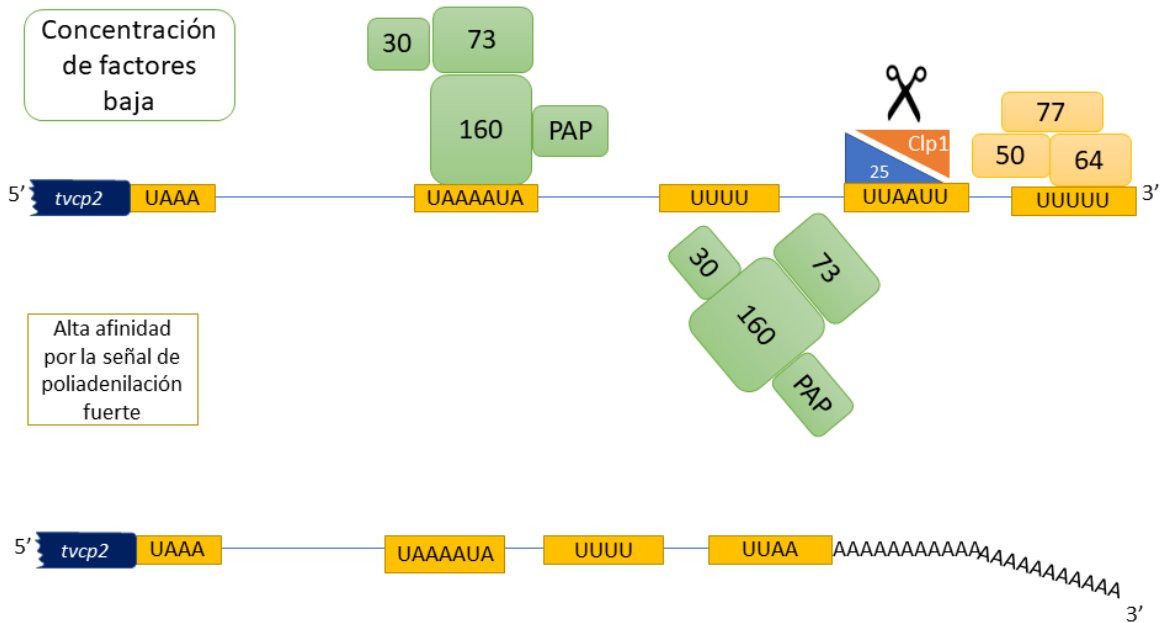 Concentración
de factores
baja
30
73
160
PAP
Clp1
25
77
50
64
5’
tvcp2
UAAA
UAAAAUA
UUUU
UUAAUU
UUUUU
3’
30
73
160
PAP
Alta afinidad
por la señal de
poliadenilación
fuerte
5’
tvcp2
UAAA
UAAAAUA
UUUU
UUAA
AAAAAAAAAAA
AAAAAAAAAAA
3’